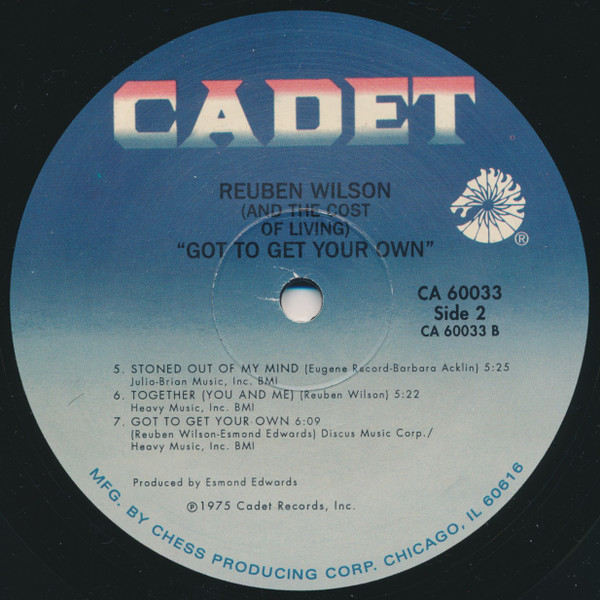 CADET
REUBEN WILSON
(AND THE COST
OF LIVING)
"GOT TO GET YOUR OWN"
®
CA 60033
Side 2
CA 60033 B
5. STONED OUT OF MY MIND (Eugene Record-Barbara Acklin) 5:25
Julio-Brian Music, Inc. BMI
6. TOGETHER (YOU AND ME) (Reuben Wilson) 5:22
Heavy Music, Inc. BMI
7. GOT TO GET YOUR OWN 6:09
(Reuben Wilson-Esmond Edwards) Discus Music Corp./
Heavy Music, Inc. BMI
Produced by Esmond Edwards
℗1975 Cadet Records, Inc.
MFG. BY CHESS PRODUCING CORP. CHICAGO, IL 60616